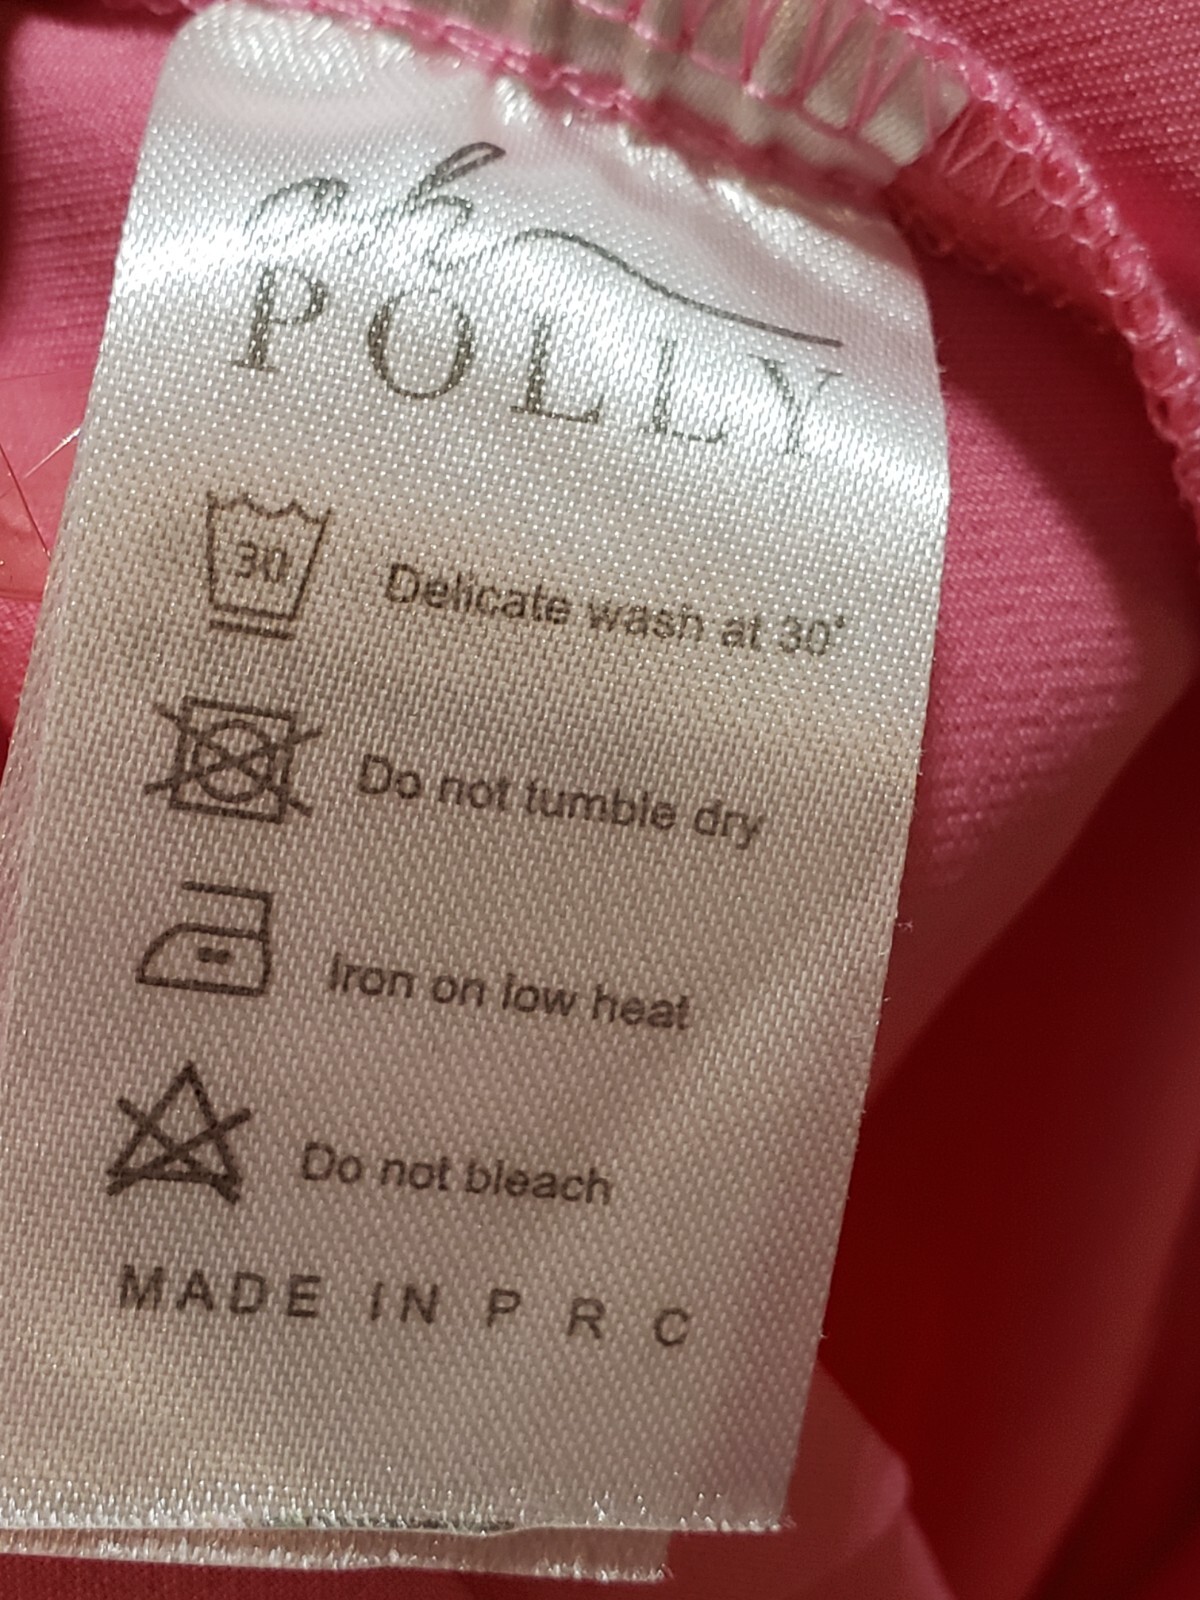 oh
POLLY
30
Delicate wash at 30°
Do not tumble dry
Iron on low heat
Do not bleach
MADE IN P R C